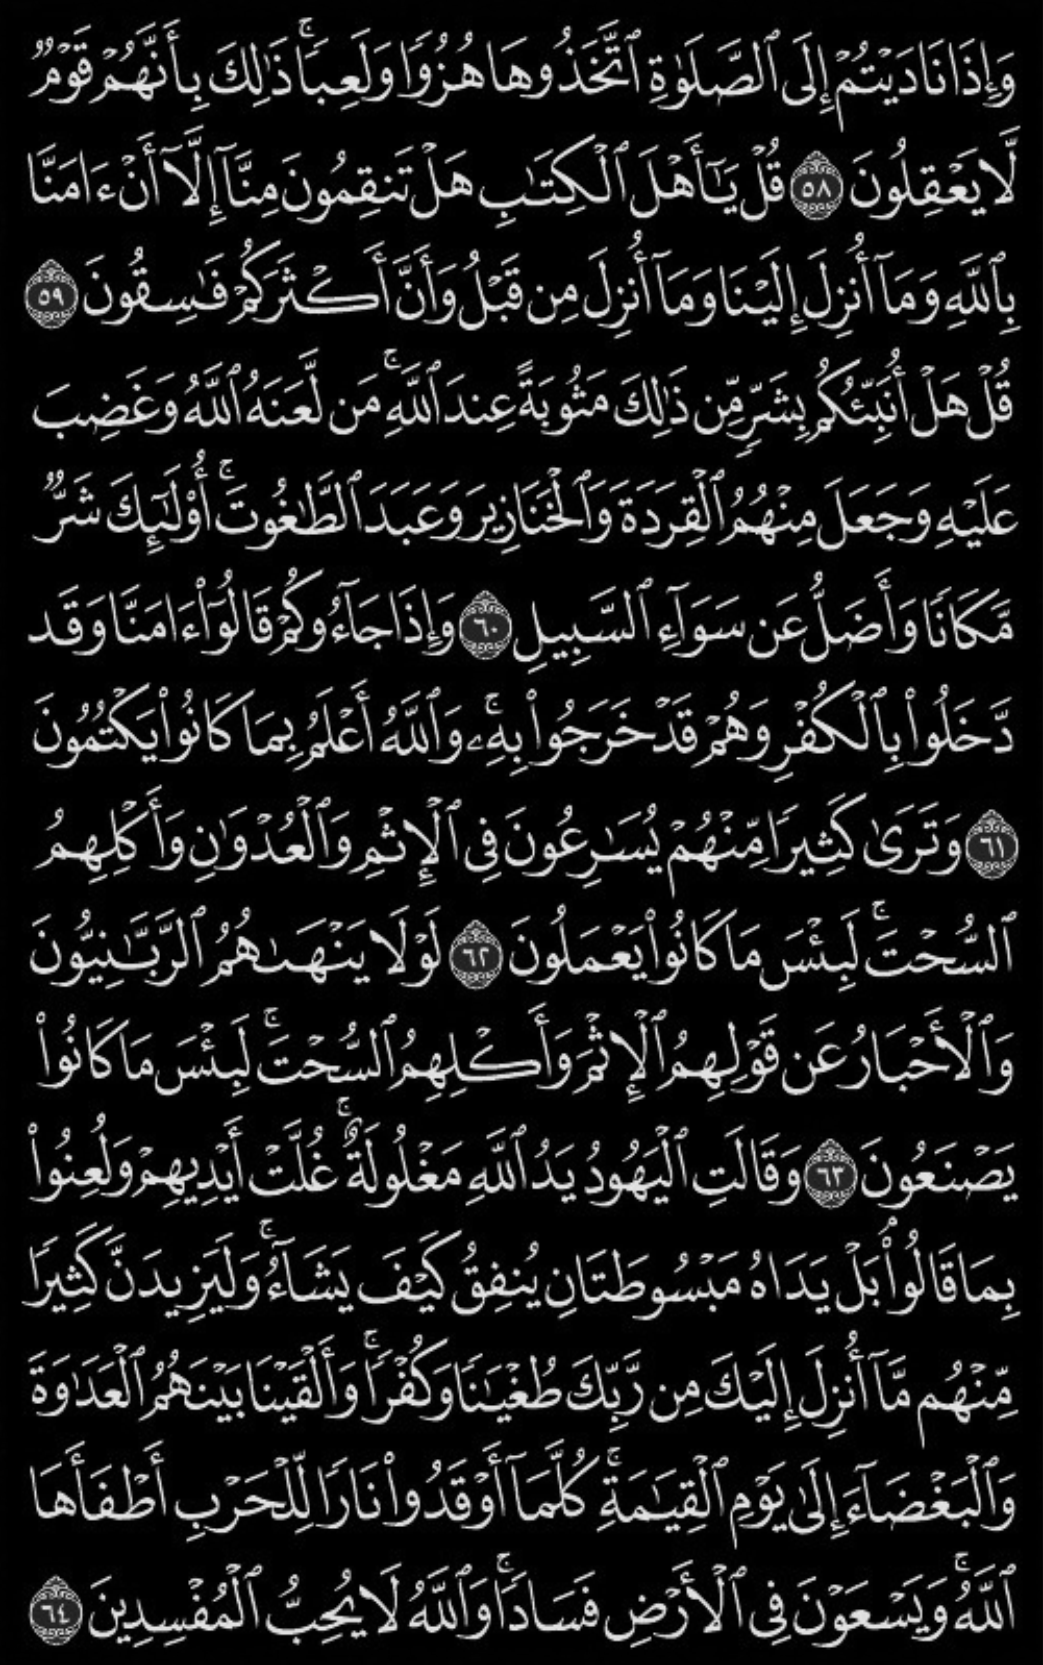 وَإِذَا نَادَيْتُمْ إِلَى ٱلصَّلَوٰةِ ٱتَّخَذُوهَا هُزُوًا وَلَعِبًا ۚ ذَٰلِكَ بِأَنَّهُمْ قَوْمٌ
لَّا يَعْقِلُونَ ٥٨ قُلْ يَـٰٓأَهْلَ ٱلْكِتَـٰبِ هَلْ تَنقِمُونَ مِنَّآ إِلَّآ أَنْ ءَامَنَّا
بِٱللَّهِ وَمَآ أُنزِلَ إِلَيْنَا وَمَآ أُنزِلَ مِن قَبْلُ وَأَنَّ أَكْثَرَكُمْ فَـٰسِقُونَ ٥٩
قُلْ هَلْ أُنَبِّئُكُم بِشَرٍّ مِّن ذَٰلِكَ مَثُوبَةً عِندَ ٱللَّهِ ۚ مَن لَّعَنَهُ ٱللَّهُ وَغَضِبَ
عَلَيْهِ وَجَعَلَ مِنْهُمُ ٱلْقِرَدَةَ وَٱلْخَنَازِيرَ وَعَبَدَ ٱلطَّـٰغُوتَ ۚ أُو۟لَـٰٓئِكَ شَرٌّ
مَّكَانًا وَأَضَلُّ عَن سَوَآءِ ٱلسَّبِيلِ ٦٠ وَإِذَا جَآءُوكُمْ قَالُوٓا۟ ءَامَنَّا وَقَد
دَّخَلُوا۟ بِٱلْكُفْرِ وَهُمْ قَدْ خَرَجُوا۟ بِهِۦ ۚ وَٱللَّهُ أَعْلَمُ بِمَا كَانُوا۟ يَكْتُمُونَ
٦١ وَتَرَىٰ كَثِيرًا مِّنْهُمْ يُسَـٰرِعُونَ فِى ٱلْإِثْمِ وَٱلْعُدْوَٰنِ وَأَكْلِهِمُ
ٱلسُّحْتَ ۚ لَبِئْسَ مَا كَانُوا۟ يَعْمَلُونَ ٦٢ لَوْلَا يَنْهَىٰهُمُ ٱلرَّبَّـٰنِيُّونَ
وَٱلْأَحْبَارُ عَن قَوْلِهِمُ ٱلْإِثْمَ وَأَكْلِهِمُ ٱلسُّحْتَ ۚ لَبِئْسَ مَا كَانُوا۟
يَصْنَعُونَ ٦٣ وَقَالَتِ ٱلْيَهُودُ يَدُ ٱللَّهِ مَغْلُولَةٌ ۚ غُلَّتْ أَيْدِيهِمْ وَلُعِنُوا۟
بِمَا قَالُوا۟ ۘ بَلْ يَدَاهُ مَبْسُوطَتَانِ يُنفِقُ كَيْفَ يَشَآءُ ۚ وَلَيَزِيدَنَّ كَثِيرًا
مِّنْهُم مَّآ أُنزِلَ إِلَيْكَ مِن رَّبِّكَ طُغْيَـٰنًا وَكُفْرًا ۚ وَأَلْقَيْنَا بَيْنَهُمُ ٱلْعَدَٰوَةَ
وَٱلْبَغْضَآءَ إِلَىٰ يَوْمِ ٱلْقِيَـٰمَةِ ۚ كُلَّمَآ أَوْقَدُوا۟ نَارًا لِّلْحَرْبِ أَطْفَأَهَا
ٱللَّهُ ۚ وَيَسْعَوْنَ فِى ٱلْأَرْضِ فَسَادًا ۚ وَٱللَّهُ لَا يُحِبُّ ٱلْمُفْسِدِينَ ٦٤